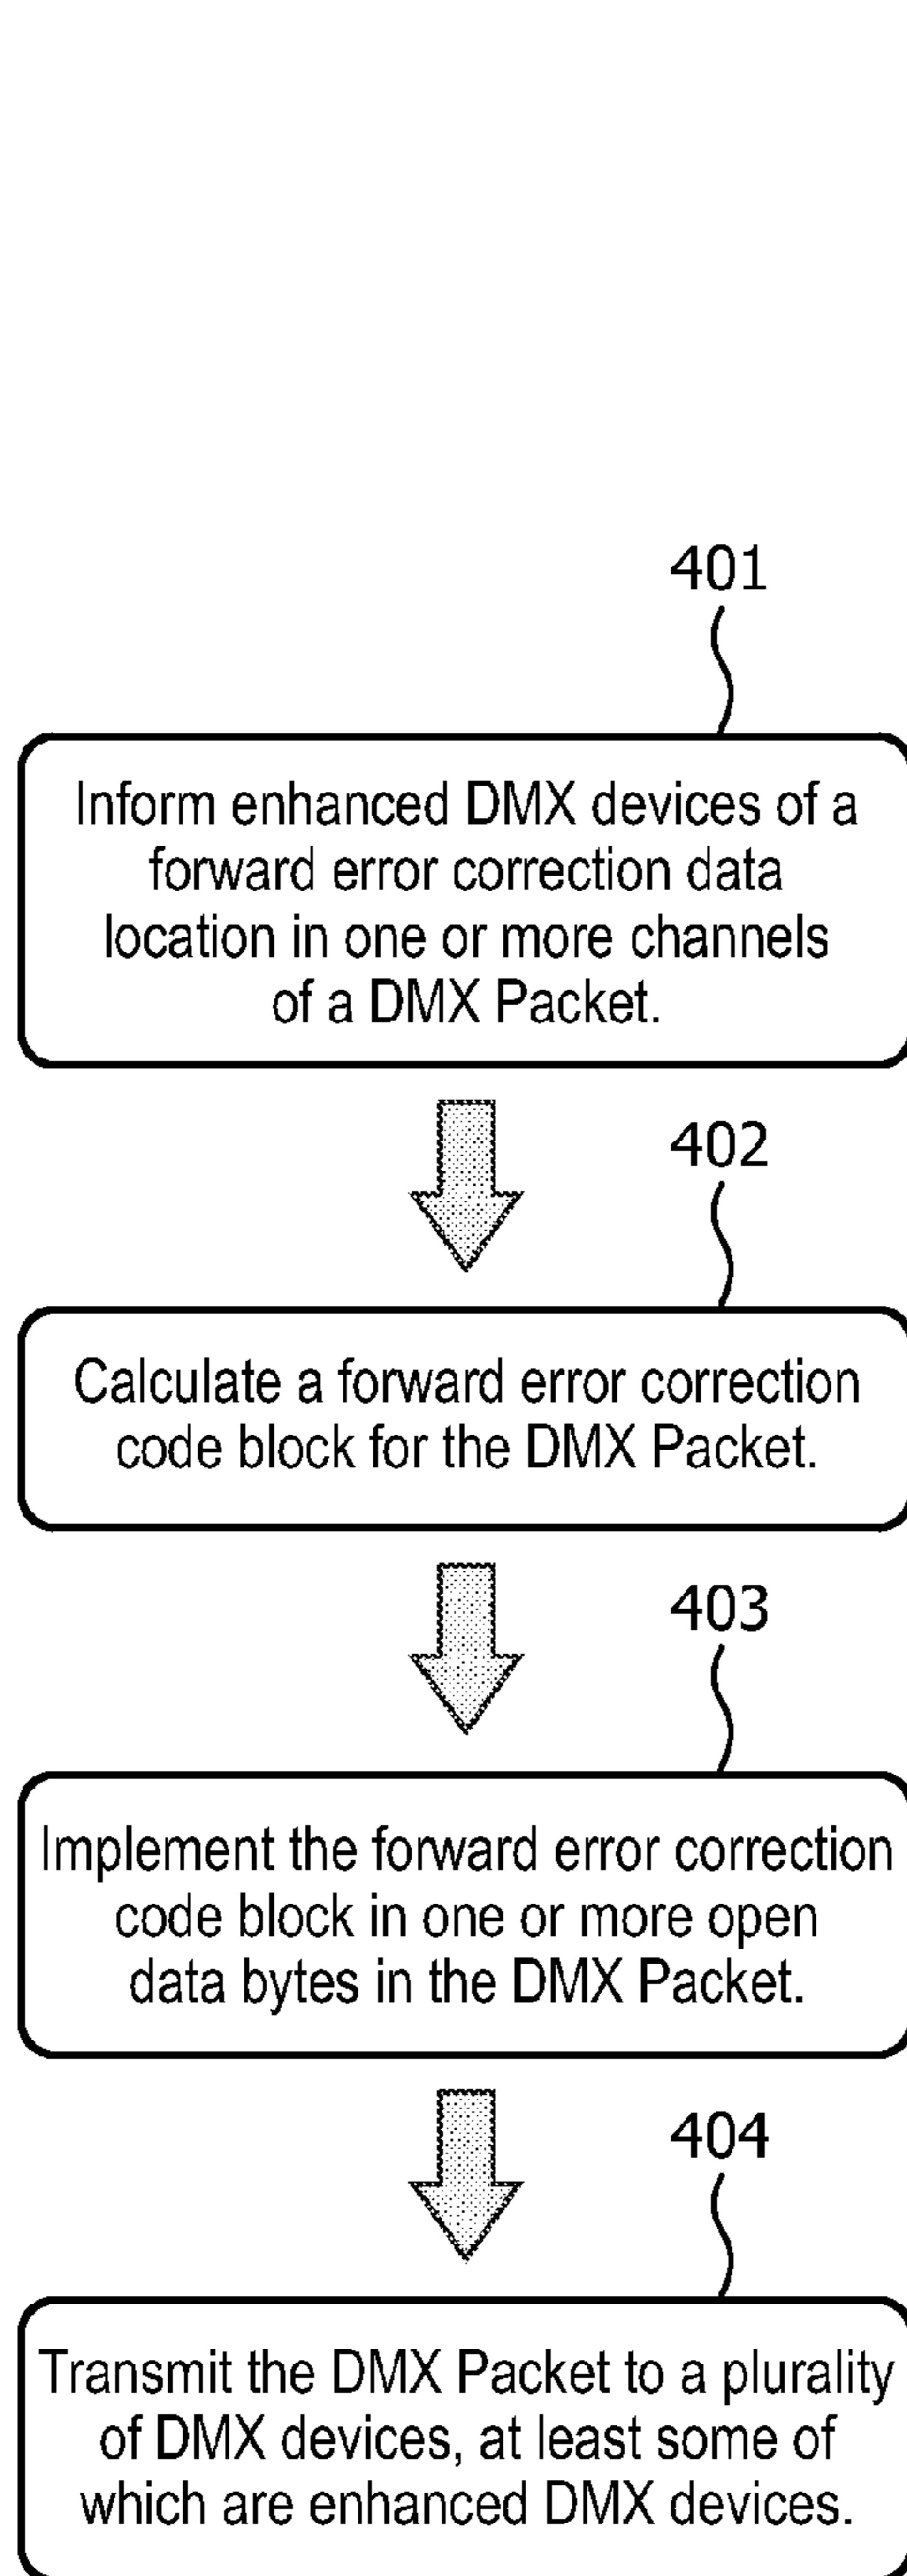 401
Inform enhanced DMX devices of a
forward error correction data
location in one or more channels
of a DMX Packet.
402
Calculate a forward error correction
code block for the DMX Packet.
403
Implement the forward error correction
code block in one or more open
data bytes in the DMX Packet.
404
Transmit the DMX Packet to a plurality
of DMX devices, at least some of
which are enhanced DMX devices.